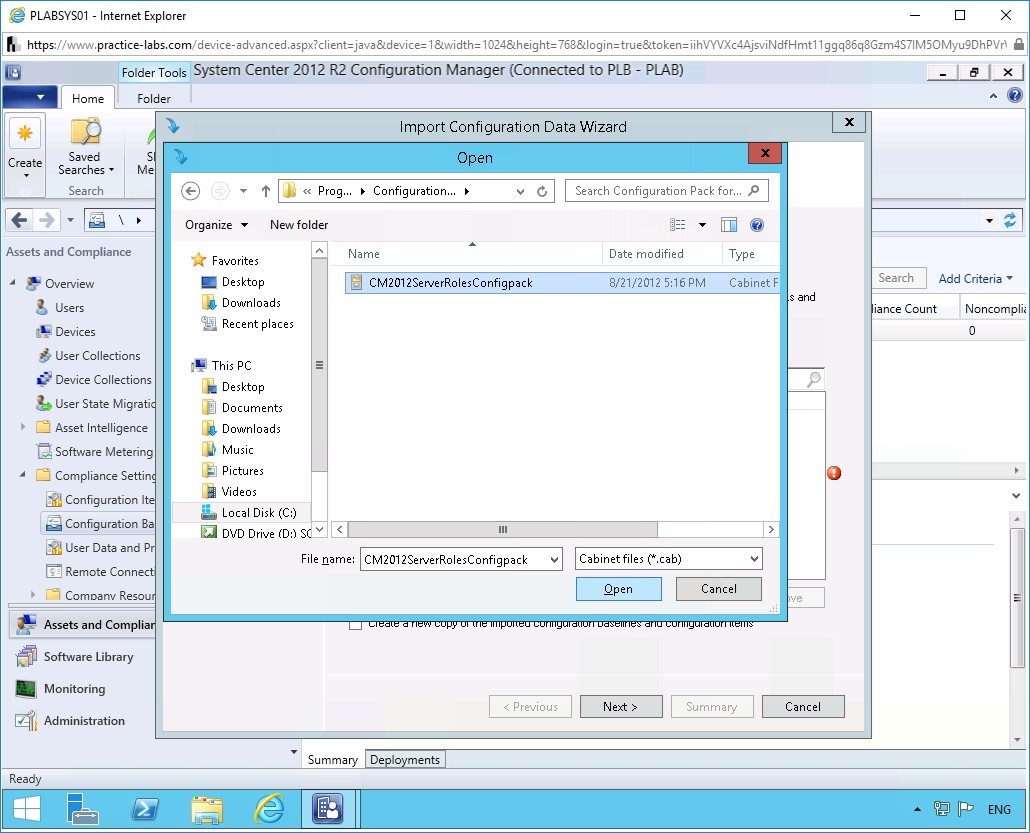 PLABSYS01 - Internet Explorer
https://www.practice-labs.com/device-advanced.aspx?client=java&device=1&width=1024&height=768&login=true&token=
Folder Tools
System Center 2012 R2 Configuration Manager (Connected to PLB - PLAB)
Home
Folder
Create
Saved
Searches
Search
\
Import Configuration Data Wizard
Open
« Prog...
Configuration...
Search Configuration Pack for...
Organize
New folder
Favorites
Desktop
Downloads
Recent places
This PC
Desktop
Documents
Downloads
Music
Pictures
Videos
Local Disk (C:)
DVD Drive (D:) SC
Name
Date modified
Type
CM2012ServerRolesConfigpack
8/21/2012 5:16 PM
Cabinet F
File name:
CM2012ServerRolesConfigpack
Cabinet files (*.cab)
Open
Cancel
Create a new copy of the imported configuration baselines and configuration items
< Previous
Next >
Summary
Cancel
Assets and Compliance
Overview
Users
Devices
User Collections
Device Collections
User State Migratio
Asset Intelligence
Software Metering
Compliance Setting
Configuration Ite
Configuration Ba
User Data and Pr
Remote Connecti
Company Resour
Assets and Complian
Software Library
Monitoring
Administration
Search
Add Criteria
liance Count
Noncomplia
0
s and
Summary
Deployments
Ready
ENG